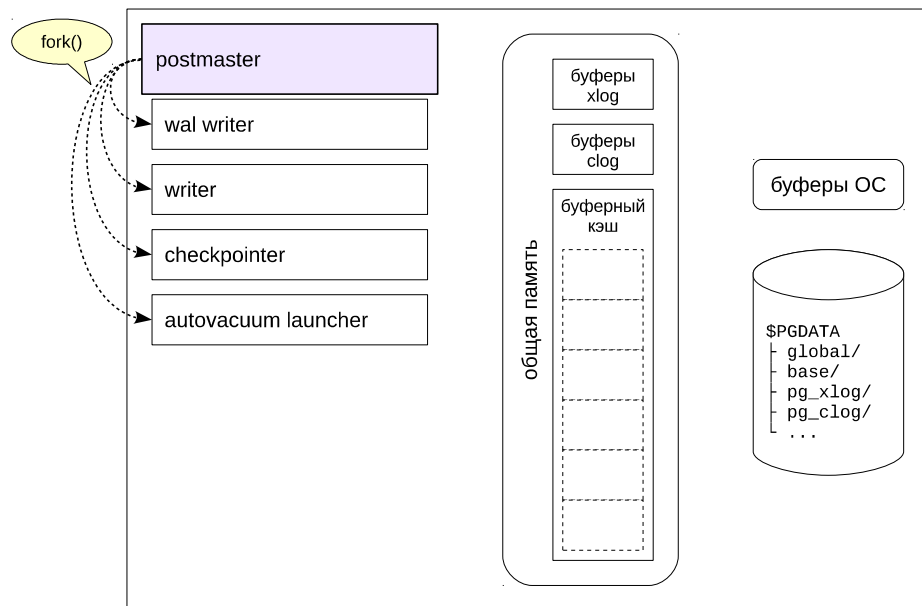 fork()
postmaster
wal writer
writer
checkpointer
autovacuum launcher
общая память
буферы
xlog
буферы
clog
буферный
кэш
буферы ОС
$PGDATA
global/
base/
pg_xlog/
pg_clog/
...